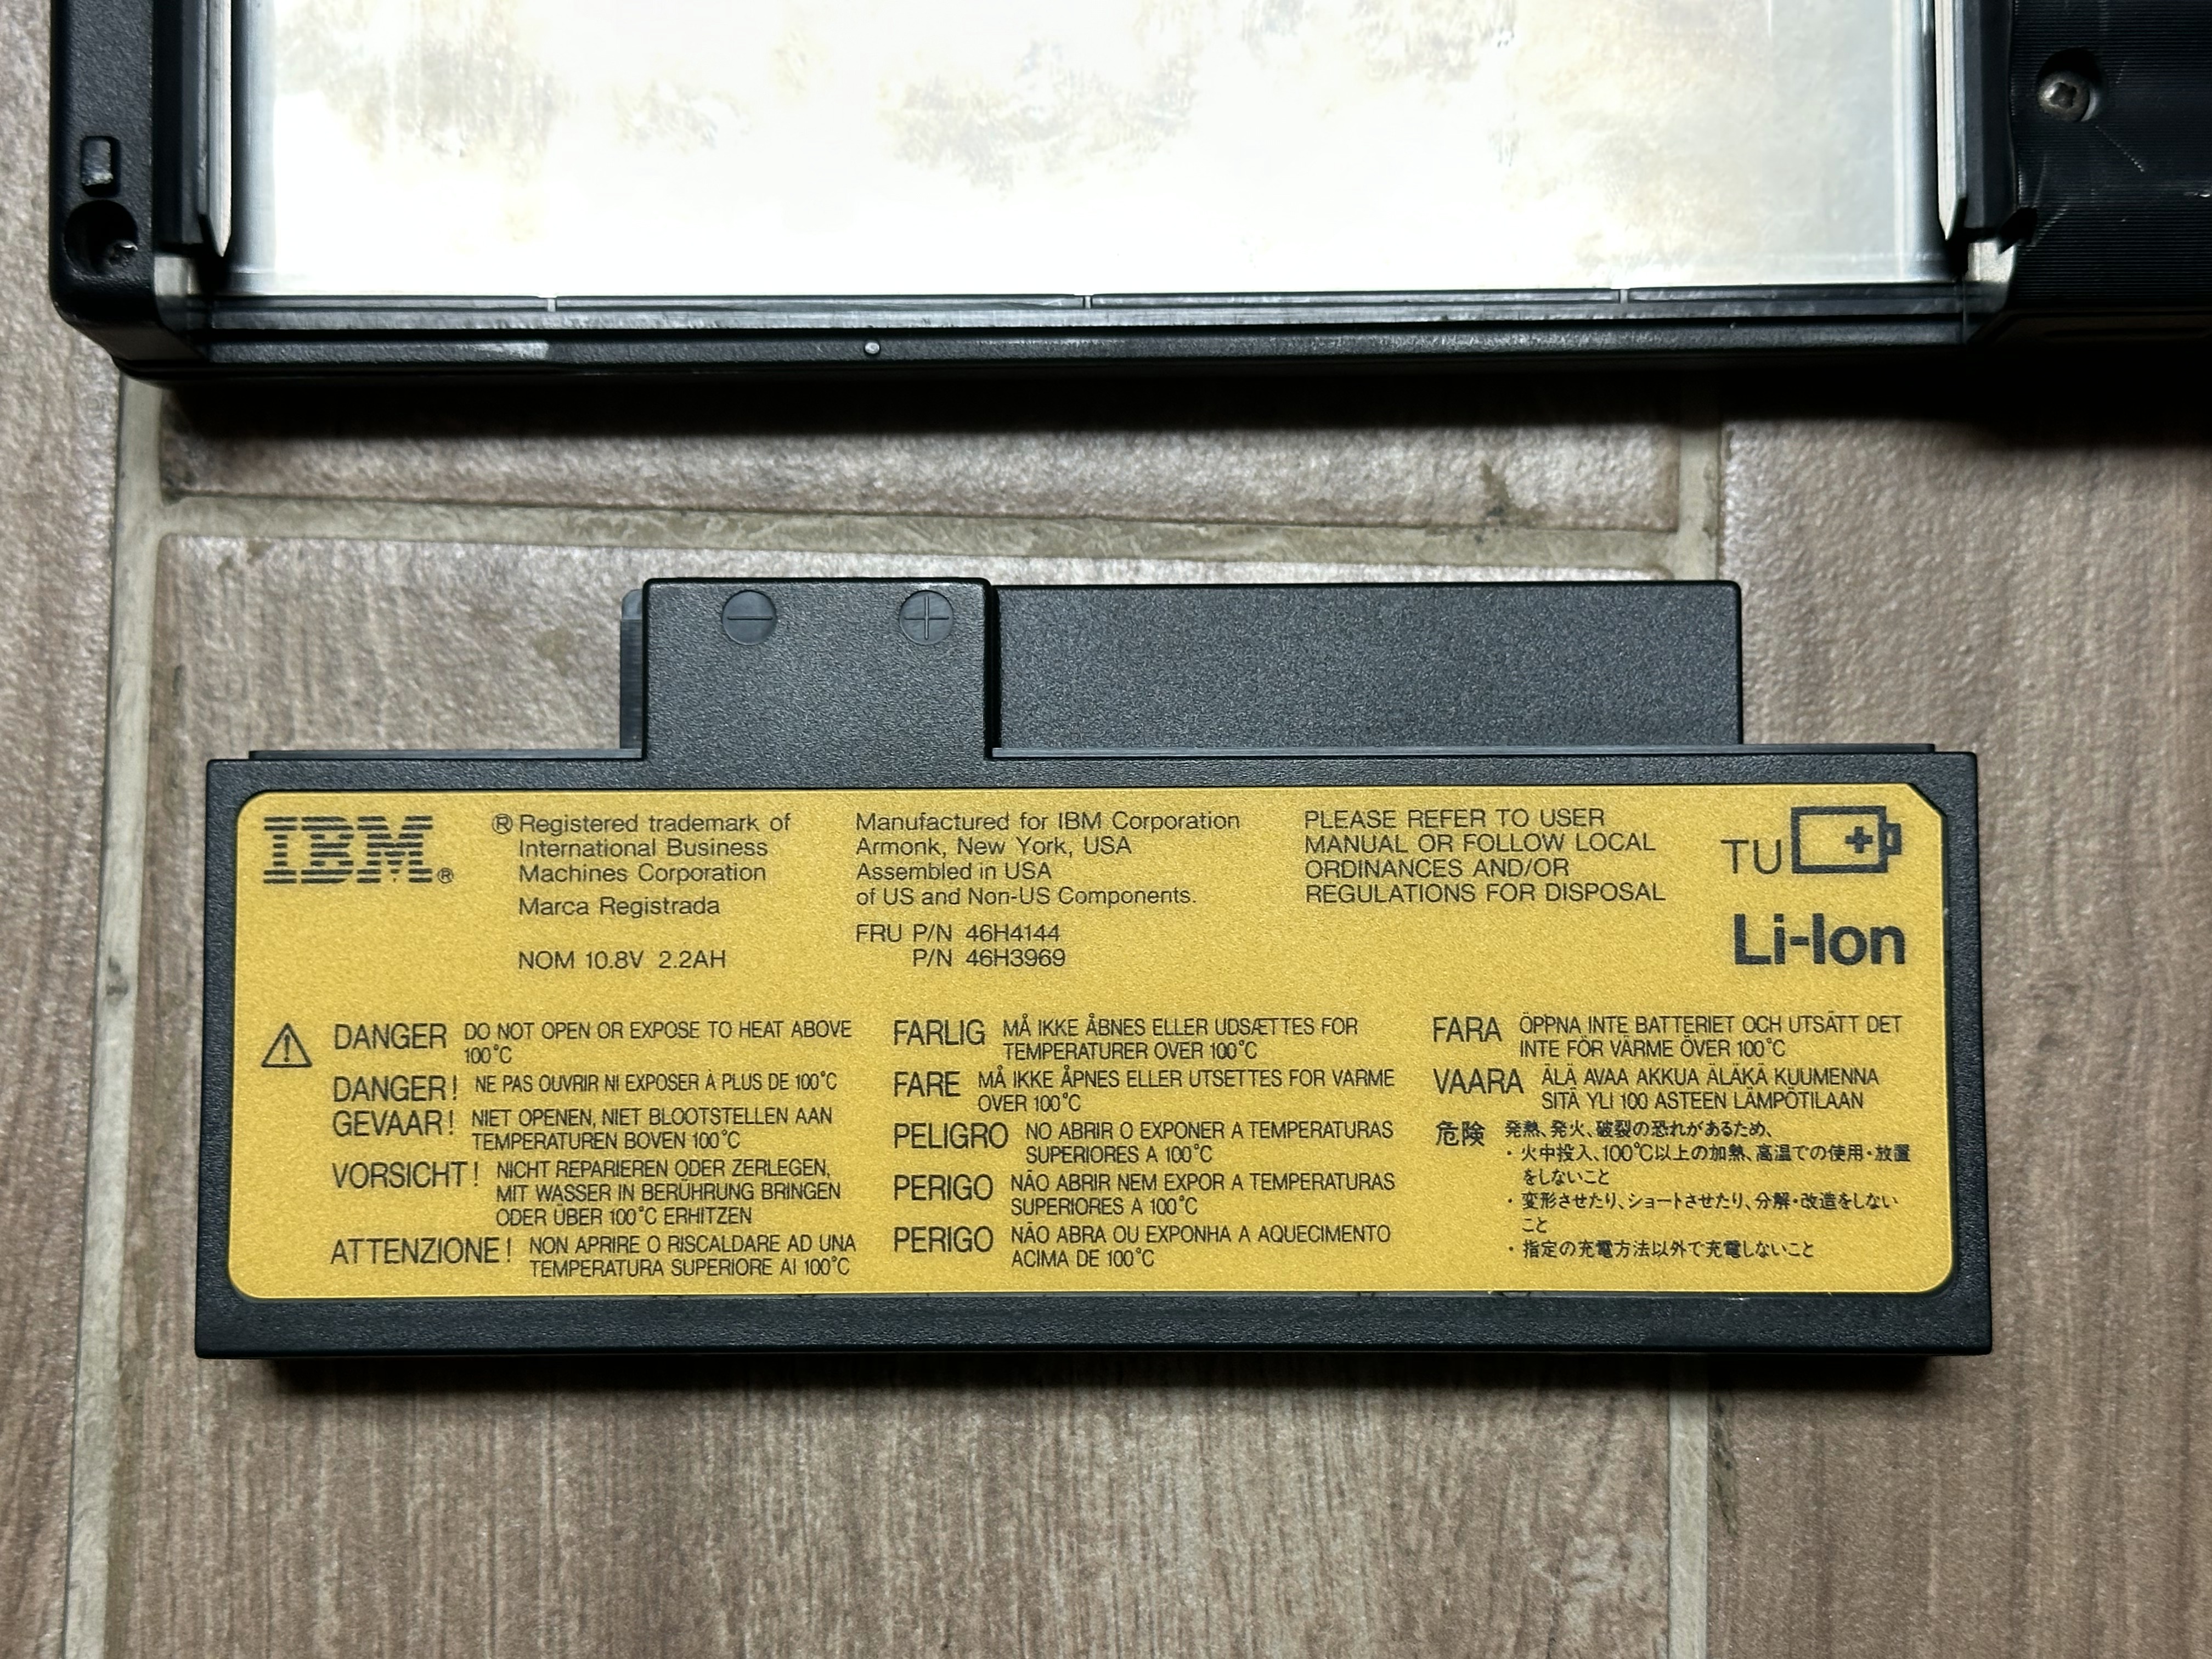 IBM®
® Registered trademark of
International Business
Machines Corporation
Marca Registrada
NOM 10.8V 2.2AH
Manufactured for IBM Corporation
Armonk, New York, USA
Assembled in USA
of US and Non-US Components.
FRU P/N 46H4144
P/N 46H3969
PLEASE REFER TO USER
MANUAL OR FOLLOW LOCAL
ORDINANCES AND/OR
REGULATIONS FOR DISPOSAL
TU
Li-Ion
DANGER DO NOT OPEN OR EXPOSE TO HEAT ABOVE
100°C
DANGER! NE PAS OUVRIR NI EXPOSER À PLUS DE 100°C
GEVAAR! NIET OPENEN, NIET BLOOTSTELLEN AAN
TEMPERATUREN BOVEN 100°C
VORSICHT! NICHT REPARIEREN ODER ZERLEGEN,
MIT WASSER IN BERÜHRUNG BRINGEN
ODER ÜBER 100°C ERHITZEN
ATTENZIONE! NON APRIRE O RISCALDARE AD UNA
TEMPERATURA SUPERIORE AI 100°C
FARLIG MÅ IKKE ÅBNES ELLER UDSÆTTES FOR
TEMPERATURER OVER 100°C
FARE MÅ IKKE ÅPNES ELLER UTSETTES FOR VARME
OVER 100°C
PELIGRO NO ABRIR O EXPONER A TEMPERATURAS
SUPERIORES A 100°C
PERIGO NÃO ABRIR NEM EXPOR A TEMPERATURAS
SUPERIORES A 100°C
PERIGO NÃO ABRA OU EXPONHA A AQUECIMENTO
ACIMA DE 100°C
FARA ÖPPNA INTE BATTERIET OCH UTSÄTT DET
INTE FÖR VÄRME ÖVER 100°C
VAARA ÄLÄ AVAA AKKUA ÄLÄKÄ KUUMENNA
SITÄ YLI 100 ASTEEN LÄMPÖTILAAN
危険 発熱、発火、破裂の恐れがあるため、
・火中投入、100℃以上の加熱、高温での使用・放置
をしないこと
・変形させたり、ショートさせたり、分解・改造をしない
こと
・指定の充電方法以外で充電しないこと